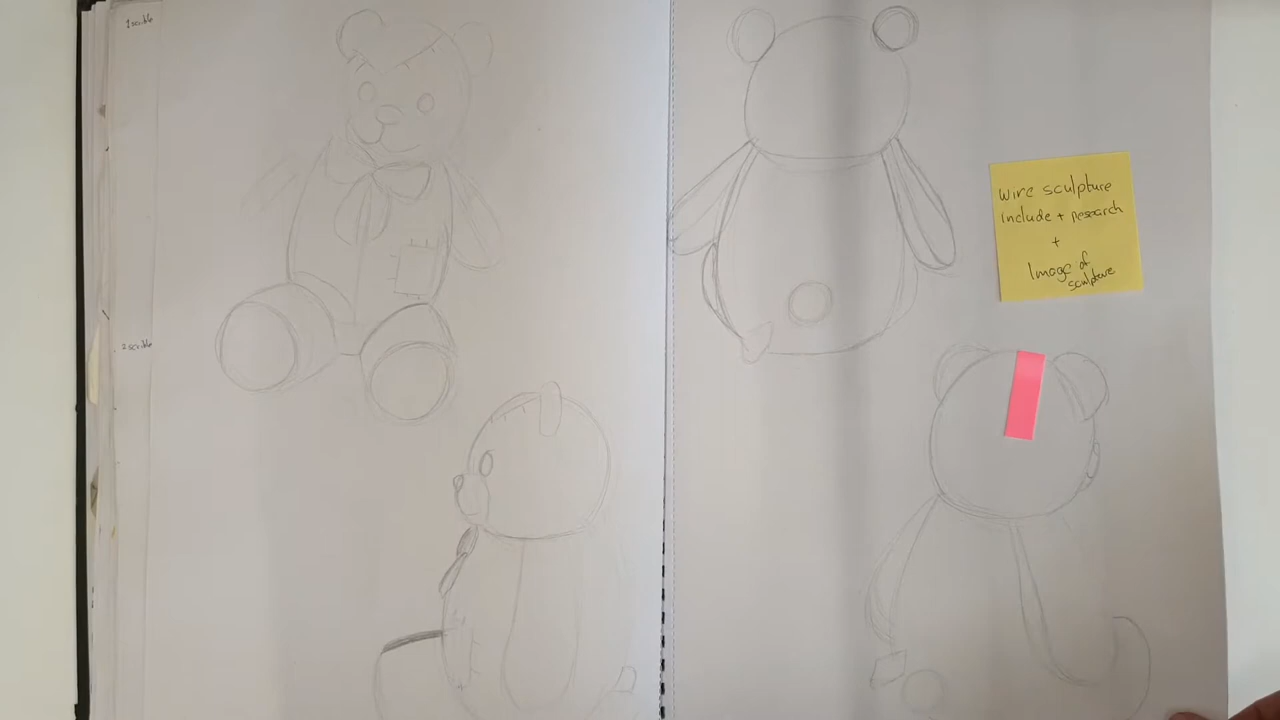 wire sculpture
include + research
+
Image of
sculpture